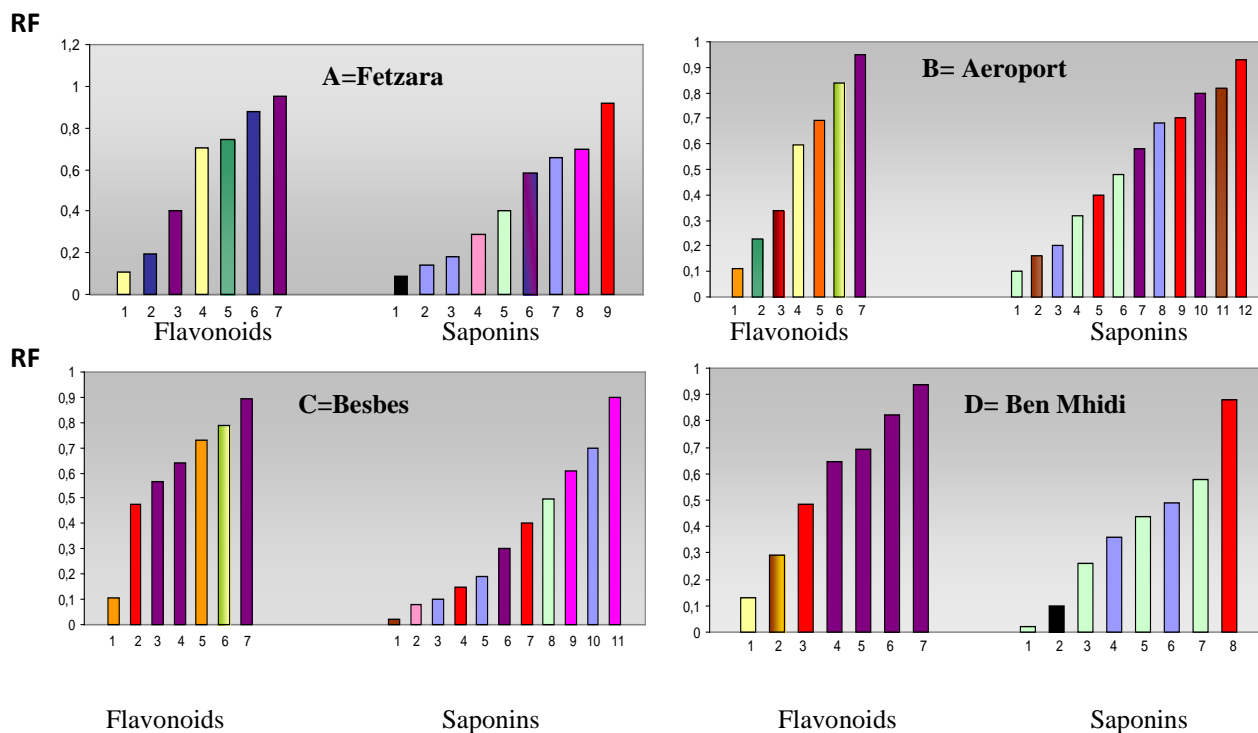 RF
A=Fetzara
1,2
1
0,8
0,6
0,4
0,2
0
1 2 3 4 5 6 7 1 2 3 4 5 6 7 8 9
Flavonoids Saponins
B= Aeroport
1
0,9
0,8
0,7
0,6
0,5
0,4
0,3
0,2
0,1
0
1 2 3 4 5 6 7 1 2 3 4 5 6 7 8 9 10 11 12
Flavonoids Saponins
RF
C=Besbes
1
0,9
0,8
0,7
0,6
0,5
0,4
0,3
0,2
0,1
0
1 2 3 4 5 6 7 1 2 3 4 5 6 7 8 9 10 11
Flavonoids Saponins
D= Ben Mhidi
1
0,9
0,8
0,7
0,6
0,5
0,4
0,3
0,2
0,1
0
1 2 3 4 5 6 7 1 2 3 4 5 6 7 8
Flavonoids Saponins